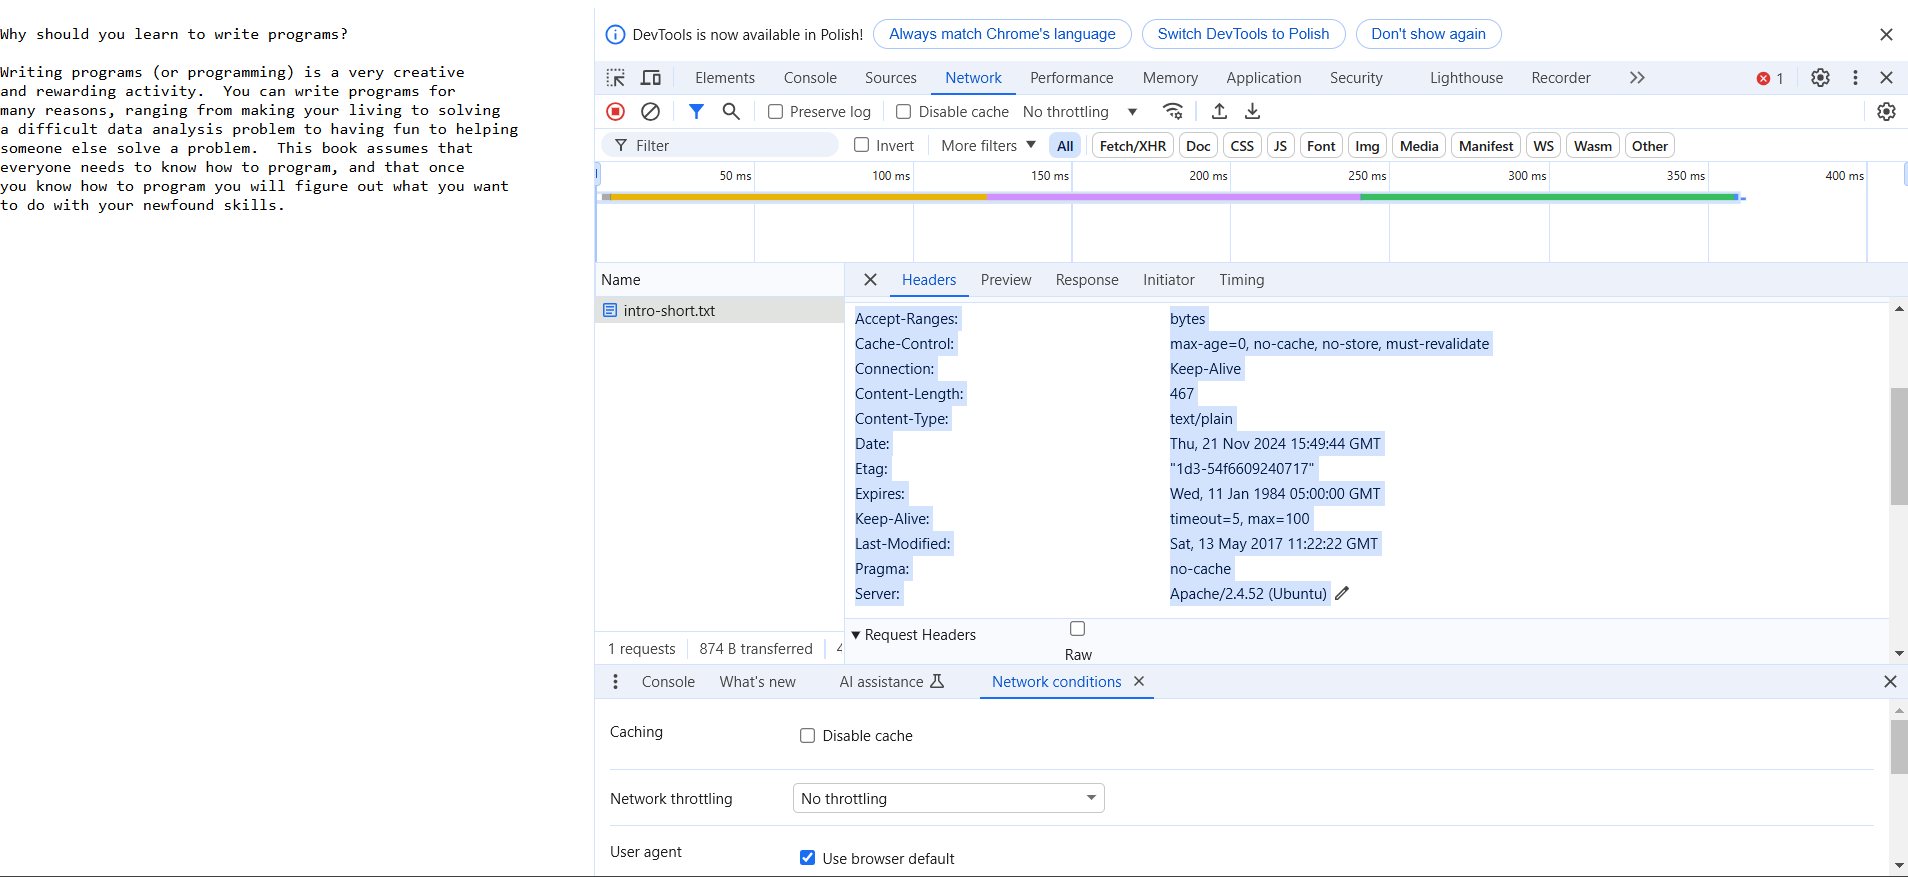 Why should you learn to write programs?
Writing programs (or programming) is a very creative
and rewarding activity.  You can write programs for
many reasons, ranging from making your living to solving
a difficult data analysis problem to having fun to helping
someone else solve a problem.  This book assumes that
everyone needs to know how to program, and that once
you know how to program you will figure out what you want
to do with your newfound skills.
DevTools is now available in Polish! Always match Chrome's language Switch DevTools to Polish Don't show again
Elements Console Sources Network Performance Memory Application Security Lighthouse Recorder 1
Preserve log Disable cache No throttling
Filter Invert More filters All Fetch/XHR Doc CSS JS Font Img Media Manifest WS Wasm Other
50 ms 100 ms 150 ms 200 ms 250 ms 300 ms 350 ms 400 ms
Name Headers Preview Response Initiator Timing
intro-short.txt
Accept-Ranges: bytes
Cache-Control: max-age=0, no-cache, no-store, must-revalidate
Connection: Keep-Alive
Content-Length: 467
Content-Type: text/plain
Date: Thu, 21 Nov 2024 15:49:44 GMT
Etag: "1d3-54f6609240717"
Expires: Wed, 11 Jan 1984 05:00:00 GMT
Keep-Alive: timeout=5, max=100
Last-Modified: Sat, 13 May 2017 11:22:22 GMT
Pragma: no-cache
Server: Apache/2.4.52 (Ubuntu)
Request Headers
Raw
1 requests 874 B transferred
Console What's new AI assistance Network conditions
Caching Disable cache
Network throttling No throttling
User agent Use browser default